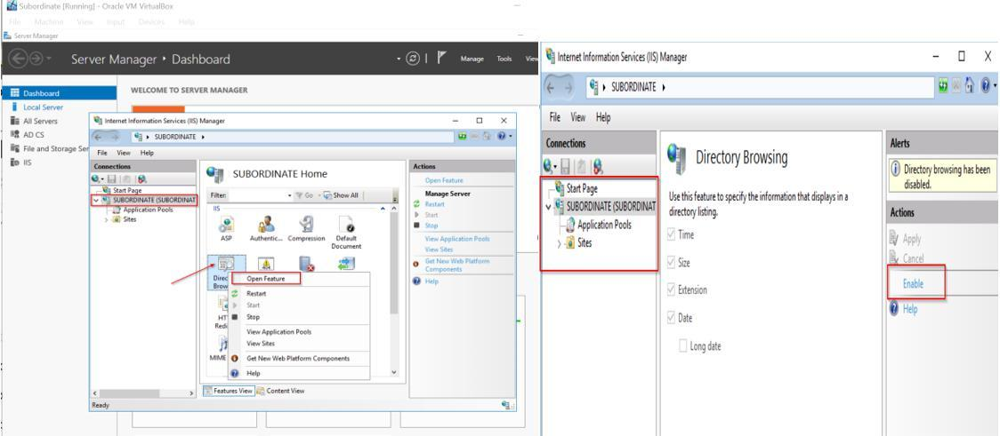 Subordinate [Running] - Oracle VM VirtualBox
File Machine View Input Devices Help
Server Manager
Server Manager ‣ Dashboard
Manage Tools View
Dashboard
Local Server
All Servers
AD CS
File and Storage Ser
IIS
WELCOME TO SERVER MANAGER
Internet Information Services (IIS) Manager
SUBORDINATE
File View Help
Connections
Start Page
SUBORDINATE (SUBORDINAT
Application Pools
Sites
SUBORDINATE Home
Filter: Go Show All
IIS
ASP Authentic... Compression Default Document
Direc
Brow
HT
Redi
MIME
Open Feature
Restart
Start
Stop
View Application Pools
View Sites
Get New Web Platform Components
Help
Features View Content View
Ready
Actions
Open Feature
Manage Server
Restart
Start
Stop
View Application Pools
View Sites
Get New Web Platform
Components
Help
Internet Information Services (IIS) Manager
SUBORDINATE
File View Help
Connections
Start Page
SUBORDINATE (SUBORDINAT
Application Pools
Sites
Directory Browsing
Use this feature to specify the information that displays in a
directory listing.
Time
Size
Extension
Date
Long date
Alerts
Directory browsing has been
disabled.
Actions
Apply
Cancel
Enable
Help